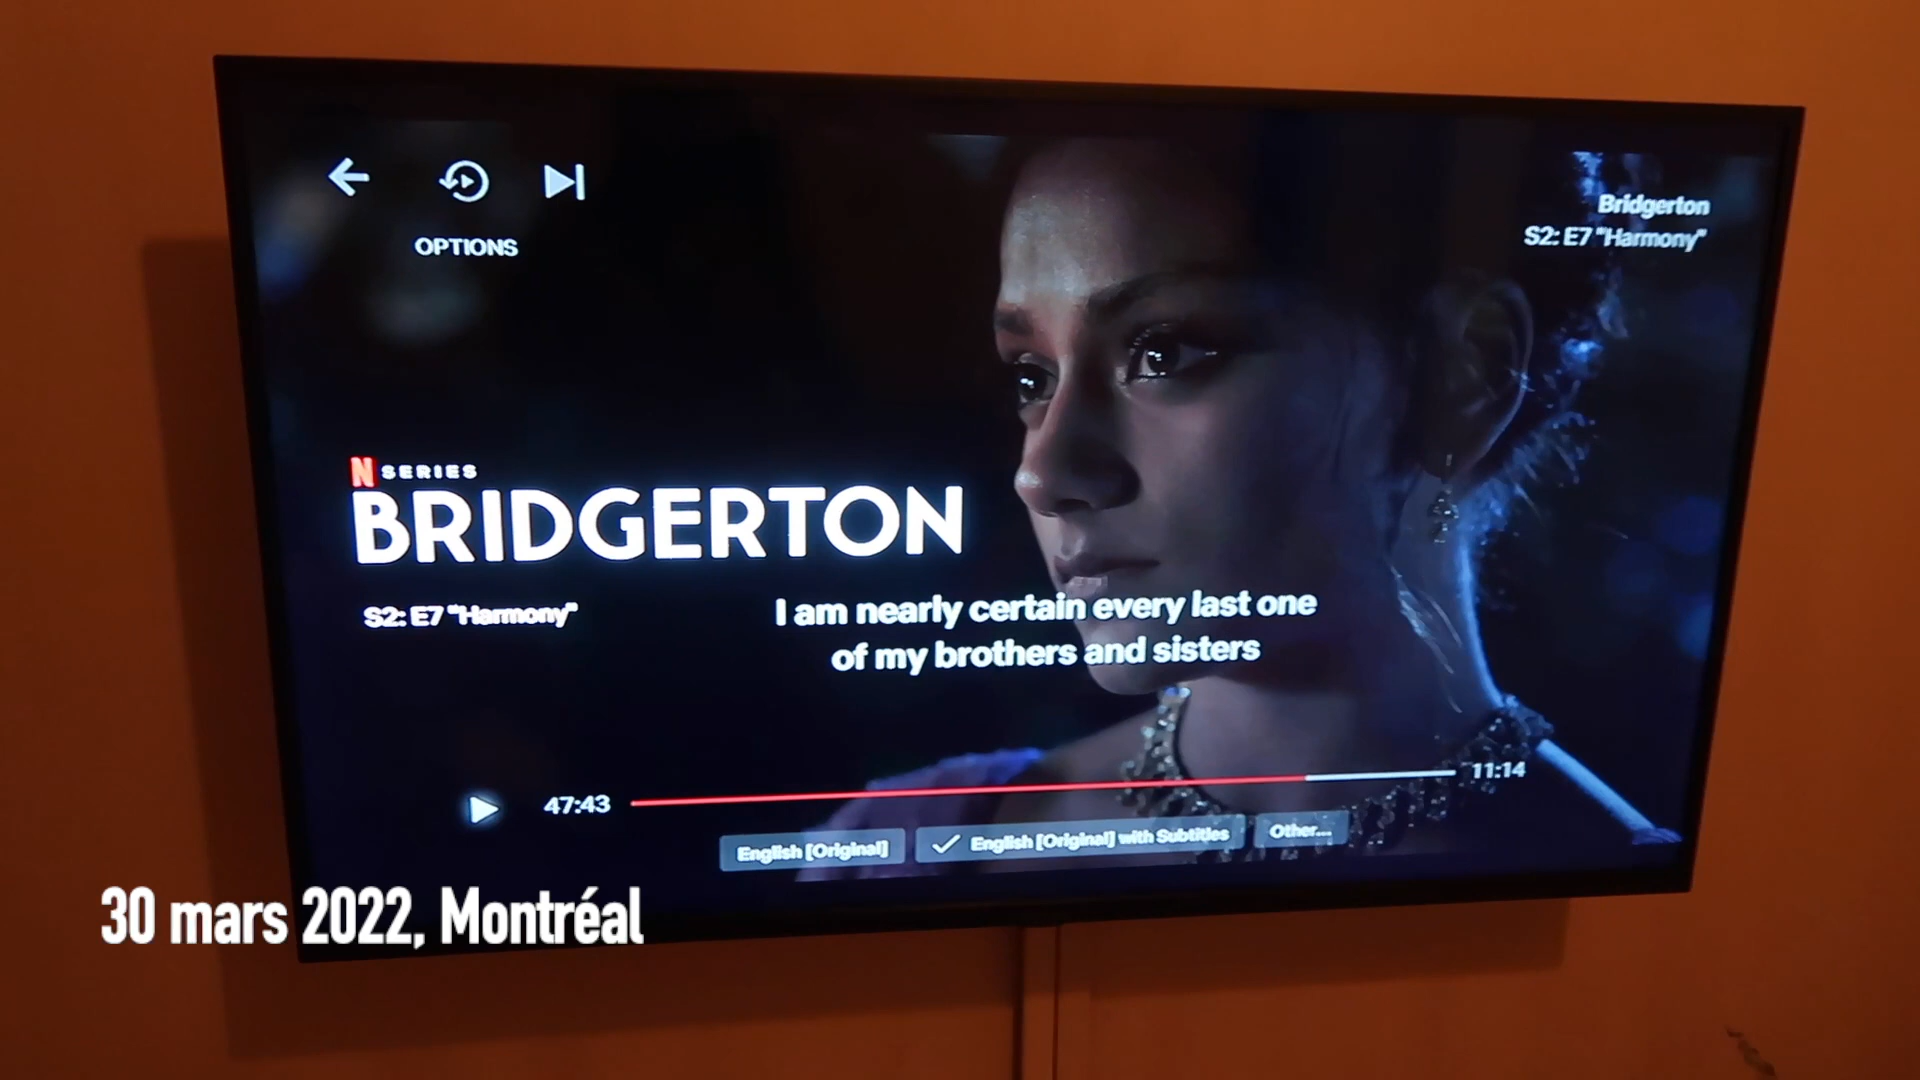 OPTIONS
Bridgerton
S2: E7 "Harmony"
N SERIES
BRIDGERTON
S2: E7 "Harmony"
I am nearly certain every last one
of my brothers and sisters
47:43
11:14
English [Original]
English [Original] with Subtitles
Other...
30 mars 2022, Montréal